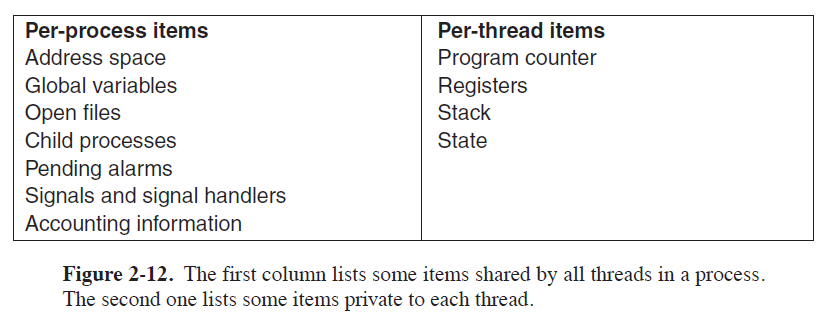 Per-process items
Address space
Global variables
Open files
Child processes
Pending alarms
Signals and signal handlers
Accounting information
Per-thread items
Program counter
Registers
Stack
State
Figure 2-12. The first column lists some items shared by all threads in a process.
The second one lists some items private to each thread.